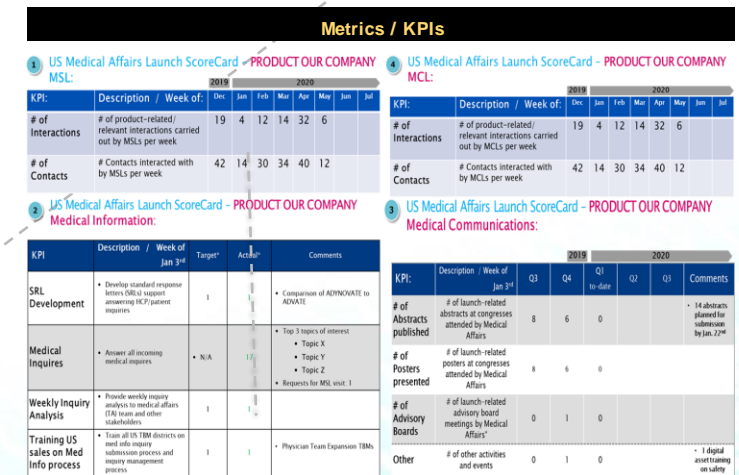 Metrics / KPIs
1 US Medical Affairs Launch ScoreCard – PRODUCT OUR COMPANY
MSL:
2019 2020
KPI: Description / Week of: Dec Jan Feb Mar Apr May Jun Jul
# of Interactions # of product-related/ relevant interactions carried out by MSLs per week 19 4 12 14 32 6
# of Contacts # Contacts interacted with by MSLs per week 42 14 30 34 40 12
4 US Medical Affairs Launch ScoreCard – PRODUCT OUR COMPANY
MCL:
2019 2020
KPI: Description / Week of: Dec Jan Feb Mar Apr May Jun Jul
# of Interactions # of product-related/ relevant interactions carried out by MCLs per week 19 4 12 14 32 6
# of Contacts # Contacts interacted with by MCLs per week 42 14 30 34 40 12
2 US Medical Affairs Launch ScoreCard – PRODUCT OUR COMPANY
Medical Information:
KPI Description / Week of Jan 3rd Target* Actual* Comments
SRL Development • Develop standard response letters (SRLs) support answering HCP/patient inquiries 1 • Comparison of ADYNOVATE to ADVATE
Medical Inquires • Answer all incoming medical inquires • N/A • Top 3 topics of interest
• Topic X
• Topic Y
• Topic Z
• Requests for MSL visit: 1
Weekly Inquiry Analysis • Provide weekly inquiry analysis to medical affairs (TA) team and other stakeholders 1 1
Training US sales on Med Info process • Train all US TBM districts on med info inquiry submission process and inquiry management process 1 1 • Physician Team Expansion TBMs
3 US Medical Affairs Launch ScoreCard – PRODUCT OUR COMPANY
Medical Communications:
2019 2020
KPI: Description / Week of Jan 3rd Q3 Q4 Q1 to-date Q2 Q3 Comments
# of Abstracts published # of launch-related abstracts at congresses attended by Medical Affairs 8 6 0 • 14 abstracts planned for submission by Jan. 22nd
# of Posters presented # of launch-related posters at congresses attended by Medical Affairs 8 6 0
# of Advisory Boards # of launch-related advisory board meetings by Medical Affairs* 0 1 0
Other # of other activities and events 0 1 0 • 1 digital asset training on safety